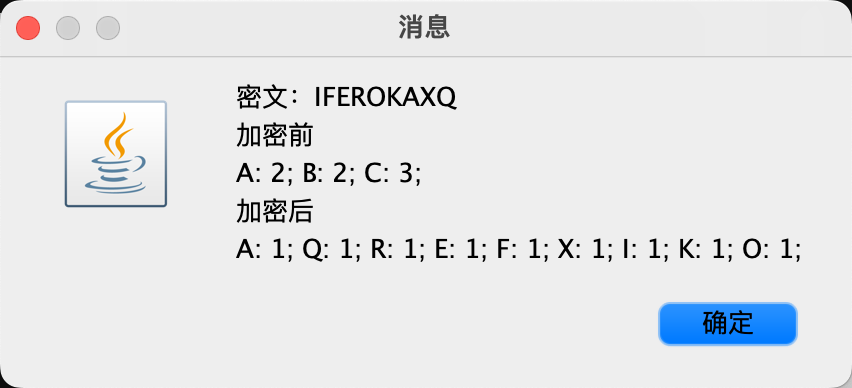 消息
密文：IFEROKAXQ
加密前
A: 2; B: 2; C: 3;
加密后
A: 1; Q: 1; R: 1; E: 1; F: 1; X: 1; I: 1; K: 1; O: 1;
确定